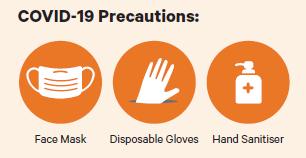 COVID-19 Precautions:
Face Mask Disposable Gloves Hand Sanitiser